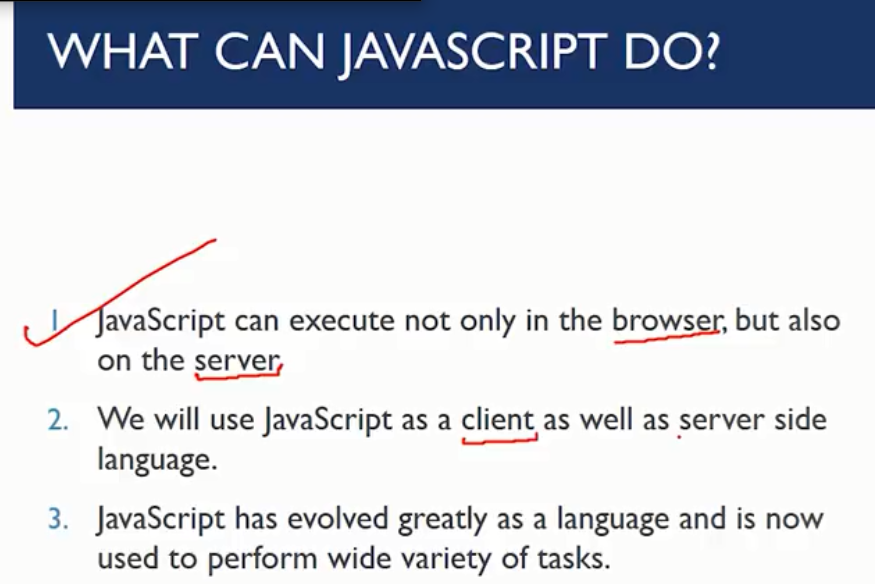 WHAT CAN JAVASCRIPT DO?
1 JavaScript can execute not only in the browser, but also
on the server,
2. We will use JavaScript as a client as well as server side
language.
3. JavaScript has evolved greatly as a language and is now
used to perform wide variety of tasks.